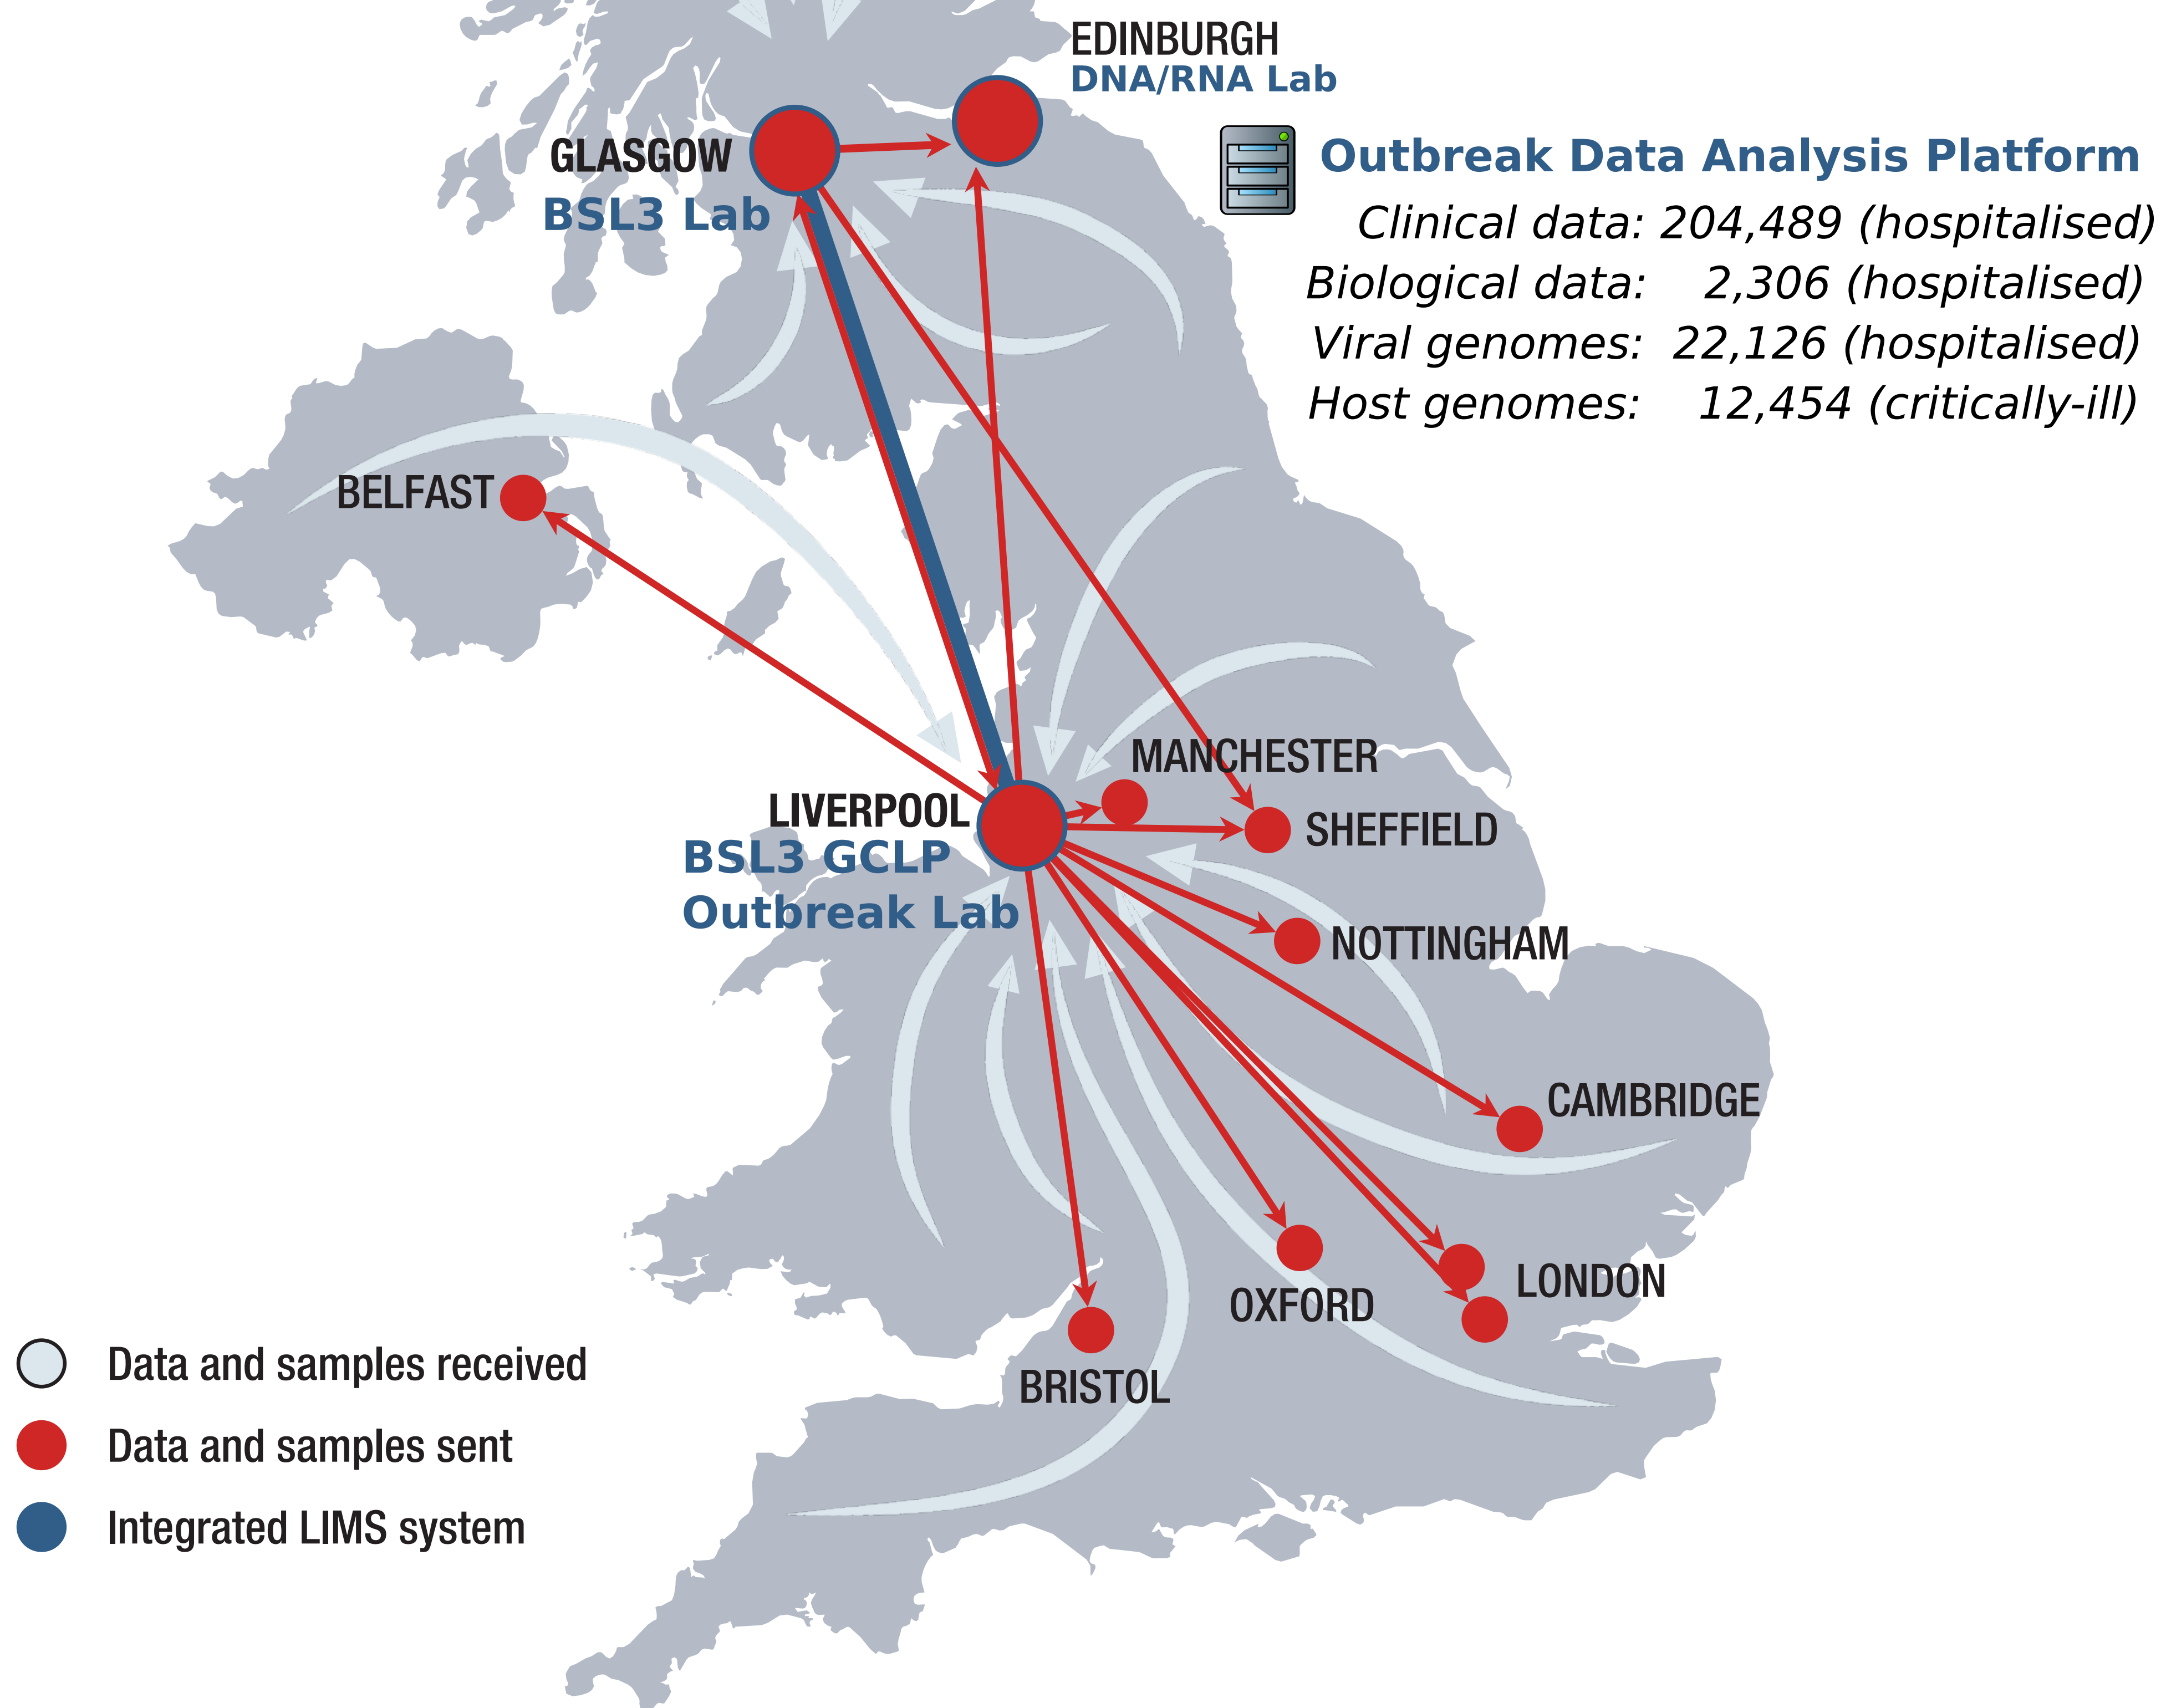 EDINBURGH
DNA/RNA Lab
GLASGOW
BSL3 Lab
Outbreak Data Analysis Platform
Clinical data: 204,489 (hospitalised)
Biological data: 2,306 (hospitalised)
Viral genomes: 22,126 (hospitalised)
Host genomes: 12,454 (critically-ill)
BELFAST
MANCHESTER
LIVERPOOL
BSL3 GCLP
Outbreak Lab
SHEFFIELD
NOTTINGHAM
CAMBRIDGE
LONDON
OXFORD
BRISTOL
Data and samples received
Data and samples sent
Integrated LIMS system